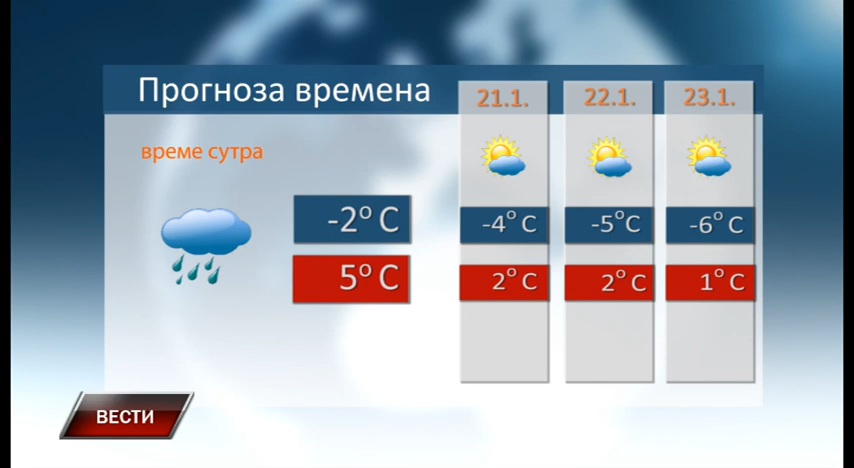 Прогноза времена
време сутра
-2° C
5° C
21.1.
-4° C
2° C
22.1.
-5°C
2° C
23.1.
-6° C
1° C
ВЕСТИ